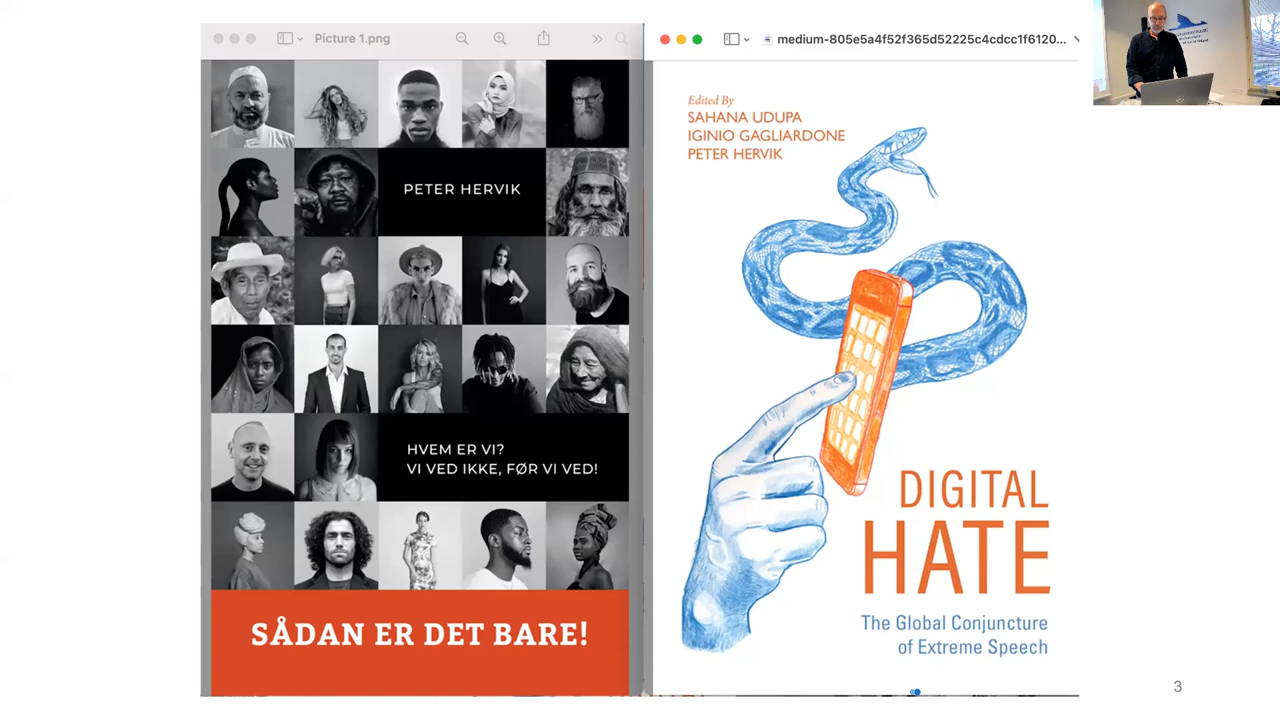 Picture 1.png
PETER HERVIK
HVEM ER VI?
VI VED IKKE, FØR VI VED!
SÅDAN ER DET BARE!
medium-805e5a4f52f365d52225c4cdcc1f6120...
Edited By
SAHANA UDUPA
IGINIO GAGLIARDONE
PETER HERVIK
DIGITAL
HATE
The Global Conjuncture
of Extreme Speech
3